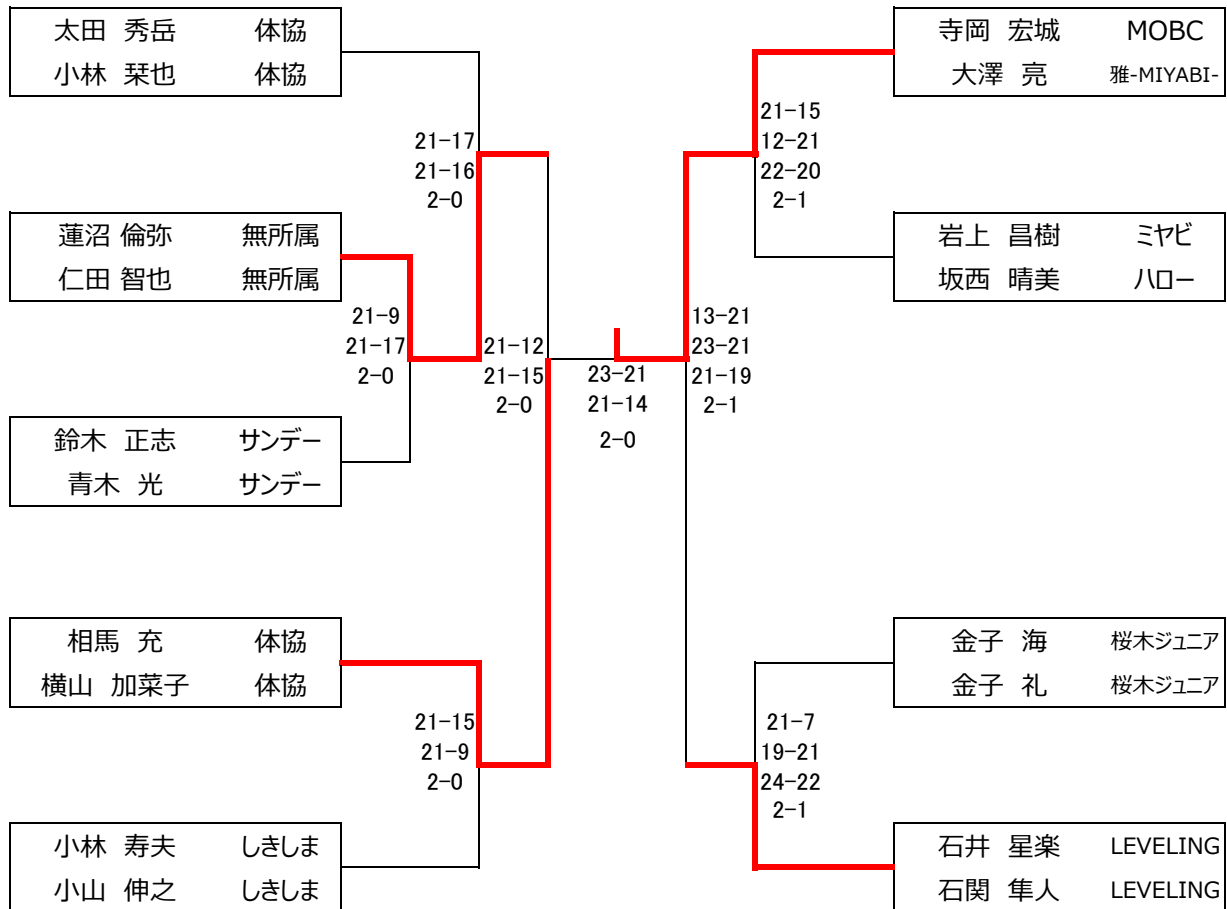 太田 秀岳 体協
小林 栞也 体協
寺岡 宏城 MOBC
大澤 亮 雅-MIYABI-
21-17
21-16
2-0
21-15
12-21
22-20
2-1
蓮沼 倫弥 無所属
仁田 智也 無所属
岩上 昌樹 ミヤビ
坂西 晴美 ハロー
21-9
21-17
2-0
21-12
21-15
2-0
23-21
21-14
2-0
13-21
23-21
21-19
2-1
鈴木 正志 サンデー
青木 光 サンデー
相馬 充 体協
横山 加菜子 体協
金子 海 桜木ジュニア
金子 礼 桜木ジュニア
21-15
21-9
2-0
21-7
19-21
24-22
2-1
小林 寿夫 しきしま
小山 伸之 しきしま
石井 星楽 LEVELING
石関 隼人 LEVELING